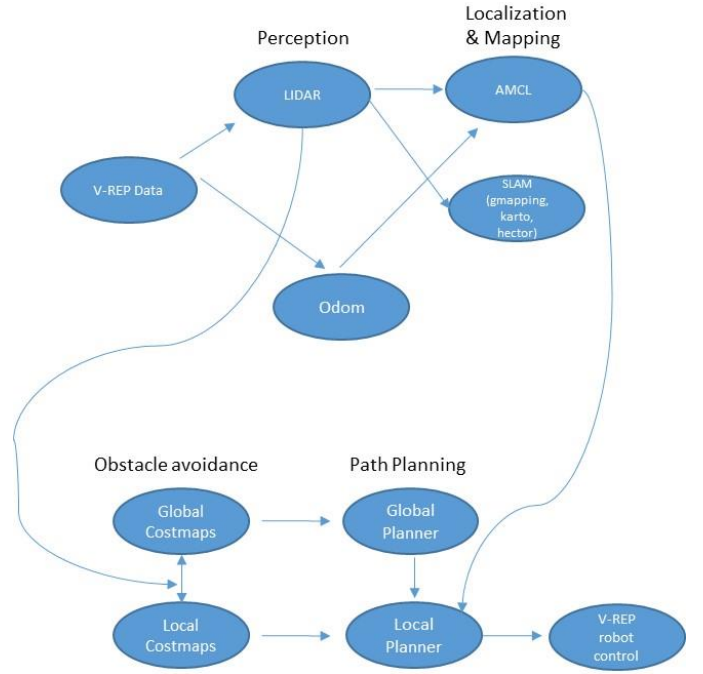 Localization
& Mapping
Perception
LIDAR
AMCL
V-REP Data
SLAM
(gmapping,
karto,
hector)
Odom
Obstacle avoidance
Path Planning
Global
Costmaps
Global
Planner
Local
Costmaps
Local
Planner
V-REP
robot
control